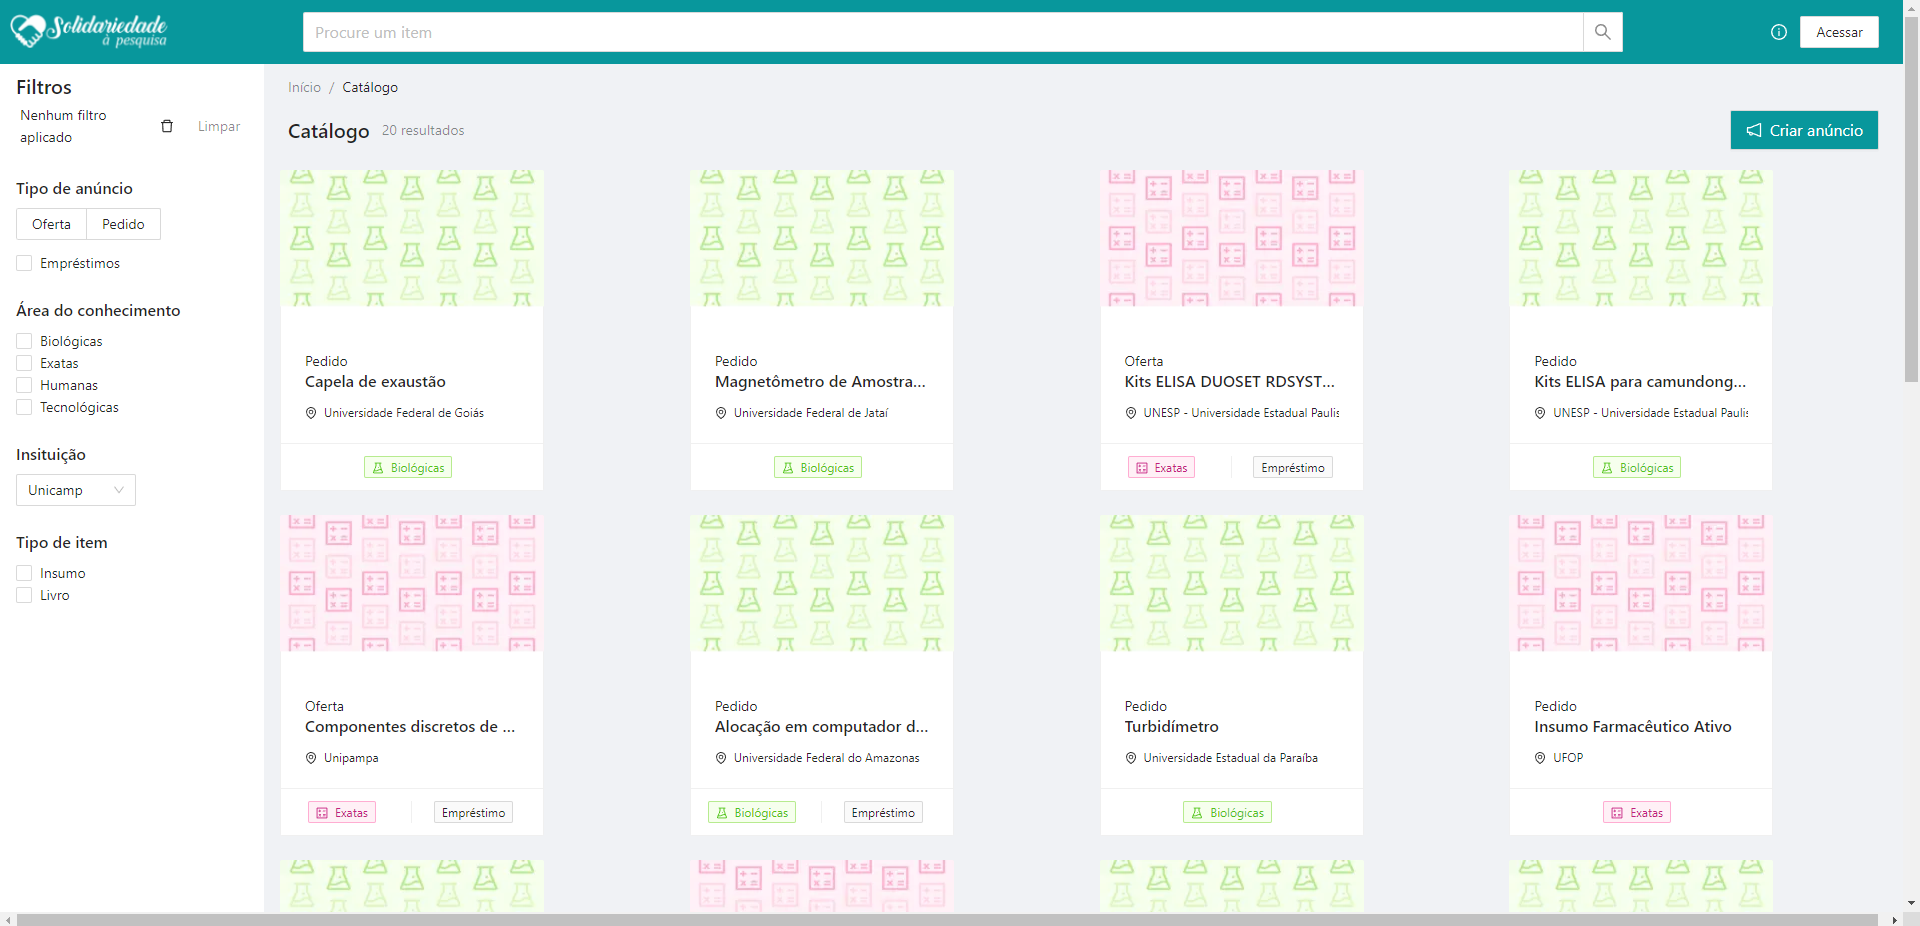 Solidariedade
à pesquisa
Procure um item
Acessar
Filtros
Nenhum filtro
aplicado
Limpar
Tipo de anúncio
Oferta
Pedido
Empréstimos
Área do conhecimento
Biológicas
Exatas
Humanas
Tecnológicas
Insituição
Unicamp
Tipo de item
Insumo
Livro
Início / Catálogo
Catálogo 20 resultados
Criar anúncio
Pedido
Capela de exaustão
Universidade Federal de Goiás
Biológicas
Pedido
Magnetômetro de Amostra...
Universidade Federal de Jataí
Biológicas
Oferta
Kits ELISA DUOSET RDSYST...
UNESP - Universidade Estadual Paulis
Exatas
Empréstimo
Pedido
Kits ELISA para camundong...
UNESP - Universidade Estadual Paulis
Biológicas
Oferta
Componentes discretos de ...
Unipampa
Exatas
Empréstimo
Pedido
Alocação em computador d...
Universidade Federal do Amazonas
Biológicas
Empréstimo
Pedido
Turbidímetro
Universidade Estadual da Paraíba
Biológicas
Pedido
Insumo Farmacêutico Ativo
UFOP
Exatas